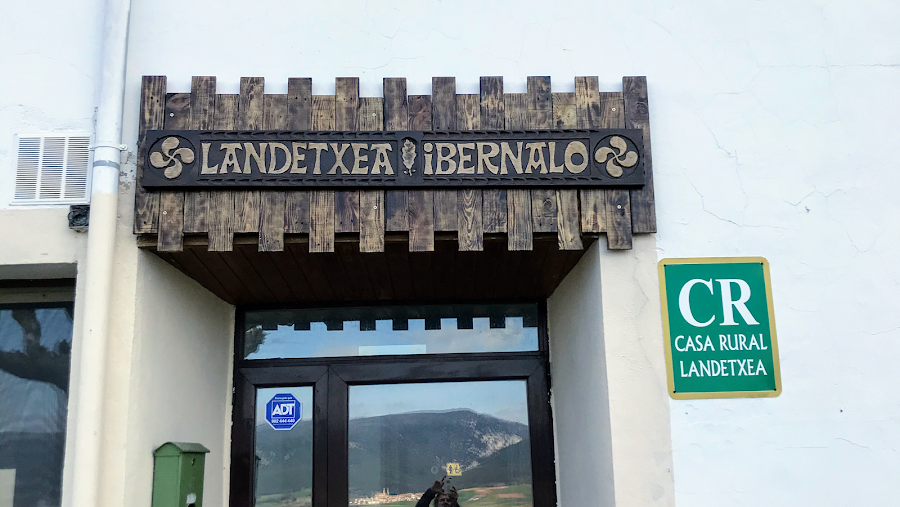 LANDETXEA iBERNALO
CR
CASA RURAL
LANDETXEA
ADT